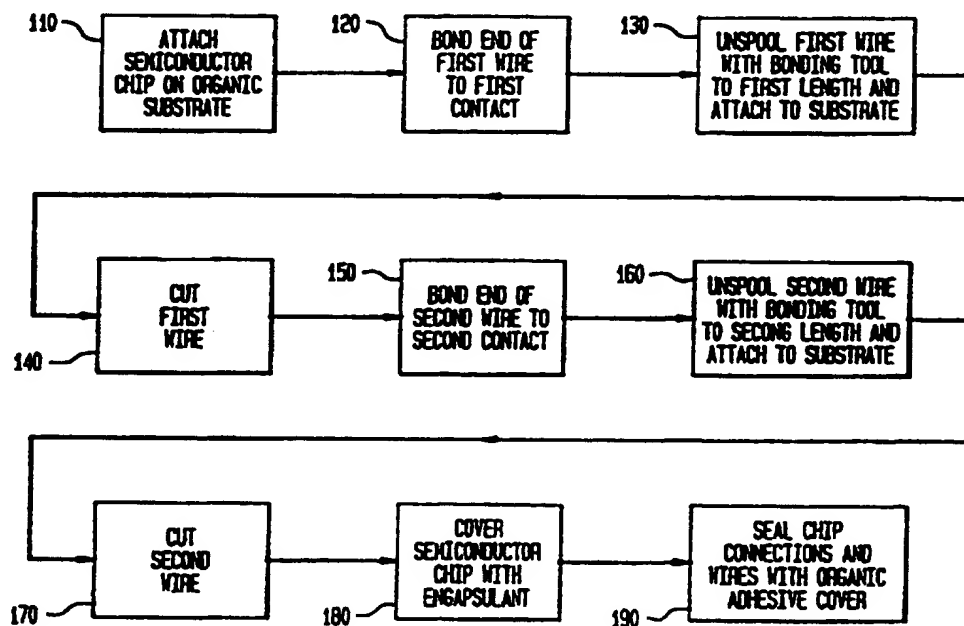 110
ATTACH
SEMICONDUCTOR
CHIP ON ORGANIC
SUBSTRATE
120
BOND END OF
FIRST WIRE
TO FIRST
CONTACT
130
UNSPOOL FIRST WIRE
WITH BONDING TOOL
TO FIRST LENGTH AND
ATTACH TO SUBSTRATE
CUT
FIRST
WIRE
140
150
BOND END OF
SECOND WIRE TO
SECOND CONTACT
160
UNSPOOL SECOND WIRE
WITH BONDING TOOL
TO SECONG LENGTH AND
ATTACH TO SUBSTRATE
CUT
SECOND
WIRE
170
COVER
SEMICONDUCTOR
CHIP WITH
ENGAPSULANT
180
SEAL CHIP
CONNECTIONS AND
WIRES WITH ORGANIC
ADHESIVE COVER
190